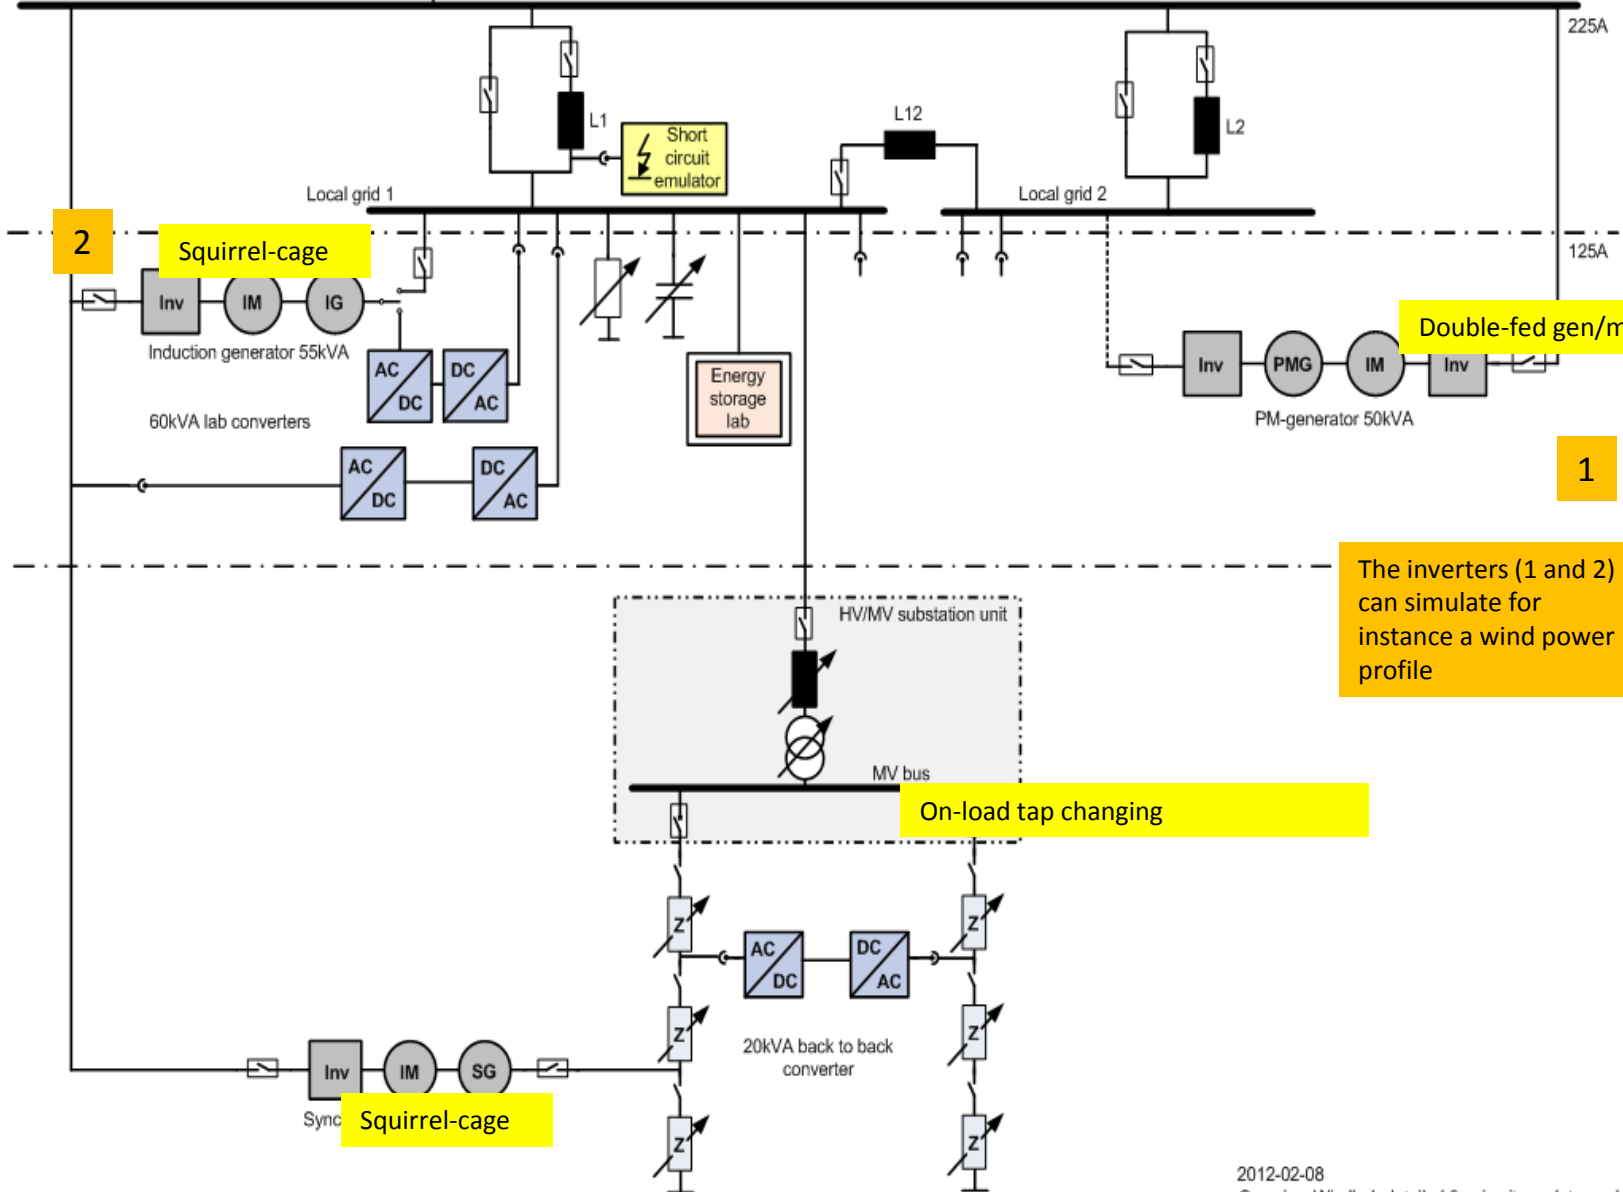 225A
L1
L12
L2
Short
circuit
emulator
Local grid 1
Local grid 2
2
Squirrel-cage
125A
Inv
IM
IG
Double-fed gen/m
Induction generator 55kVA
AC
DC
DC
AC
Energy
storage
lab
Inv
PMG
IM
Inv
PM-generator 50kVA
60kVA lab converters
AC
DC
DC
AC
1
The inverters (1 and 2)
can simulate for
instance a wind power
profile
HV/MV substation unit
MV bus
On-load tap changing
Z
Z
AC
DC
DC
AC
Z
Z
20kVA back to back
converter
Inv
IM
SG
Sync
Squirrel-cage
Z
Z
2012-02-08